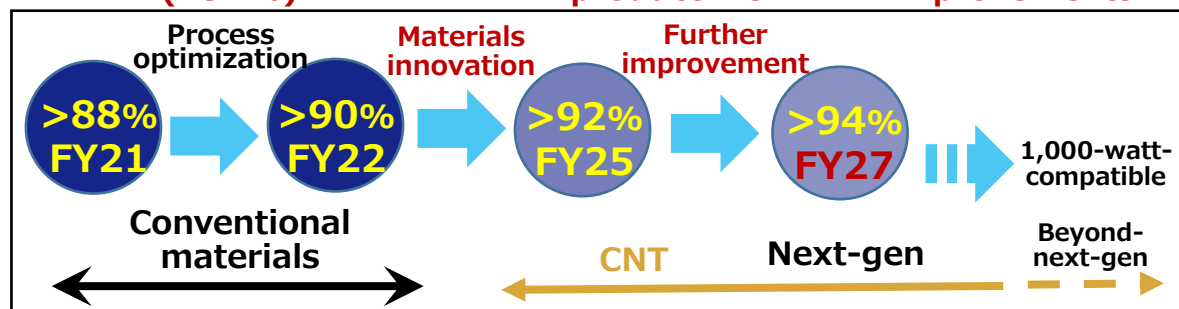 Process
optimization
Materials
innovation
Further
improvement
>88%
FY21
>90%
FY22
>92%
FY25
>94%
FY27
1,000-watt-
compatible
Conventional
materials
CNT
Next-gen
Beyond-
next-gen